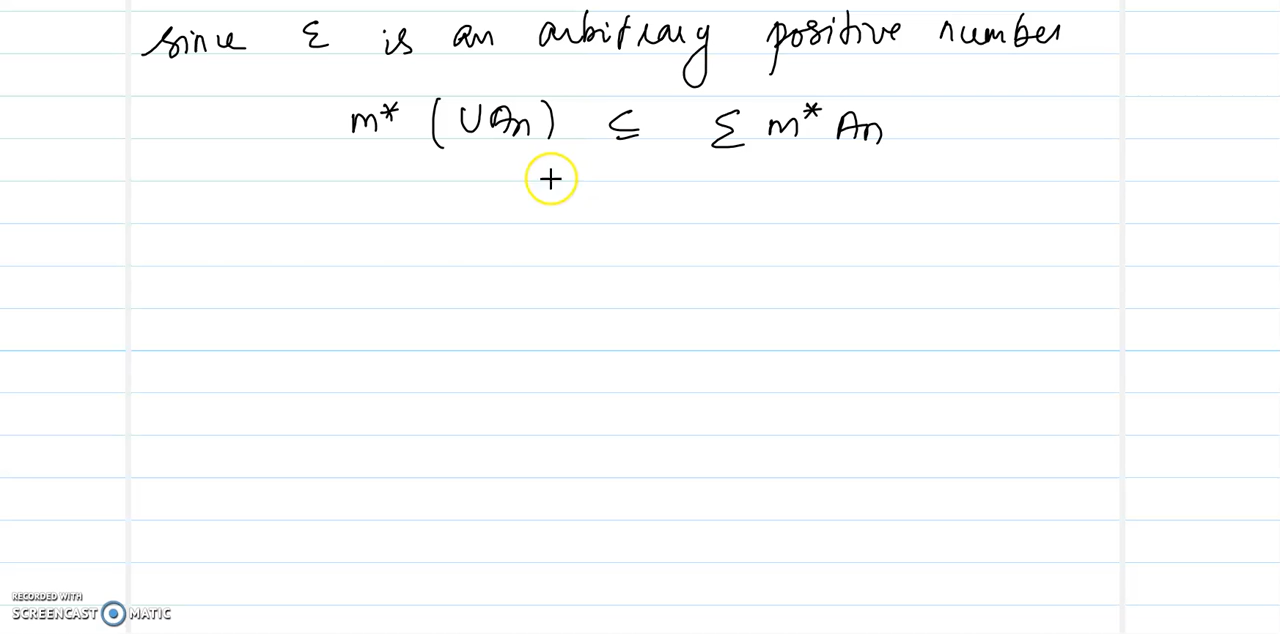 since ε is an arbitrary positive number
m* (∪An) ⊆ Σ m* An
RECORDED WITH
SCREENCAST MATIC